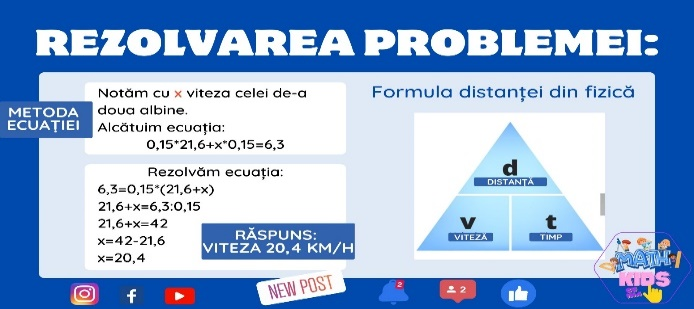 REZOLVAREA PROBLEMEI:
METODA
ECUAȚIEI
Notăm cu x viteza celei de-a
doua albine.
Alcătuim ecuația:
0,15*21,6+x*0,15=6,3
Rezolvăm ecuația:
6,3=0,15*(21,6+x)
21,6+x=6,3:0,15
21,6+x=42
x=42-21,6
x=20,4
RĂSPUNS:
VITEZA 20,4 KM/H
Formula distanței din fizică
d
DISTANȚĂ
v
VITEZĂ
t
TIMP
NEW POST
2
2
MATH
KIDS